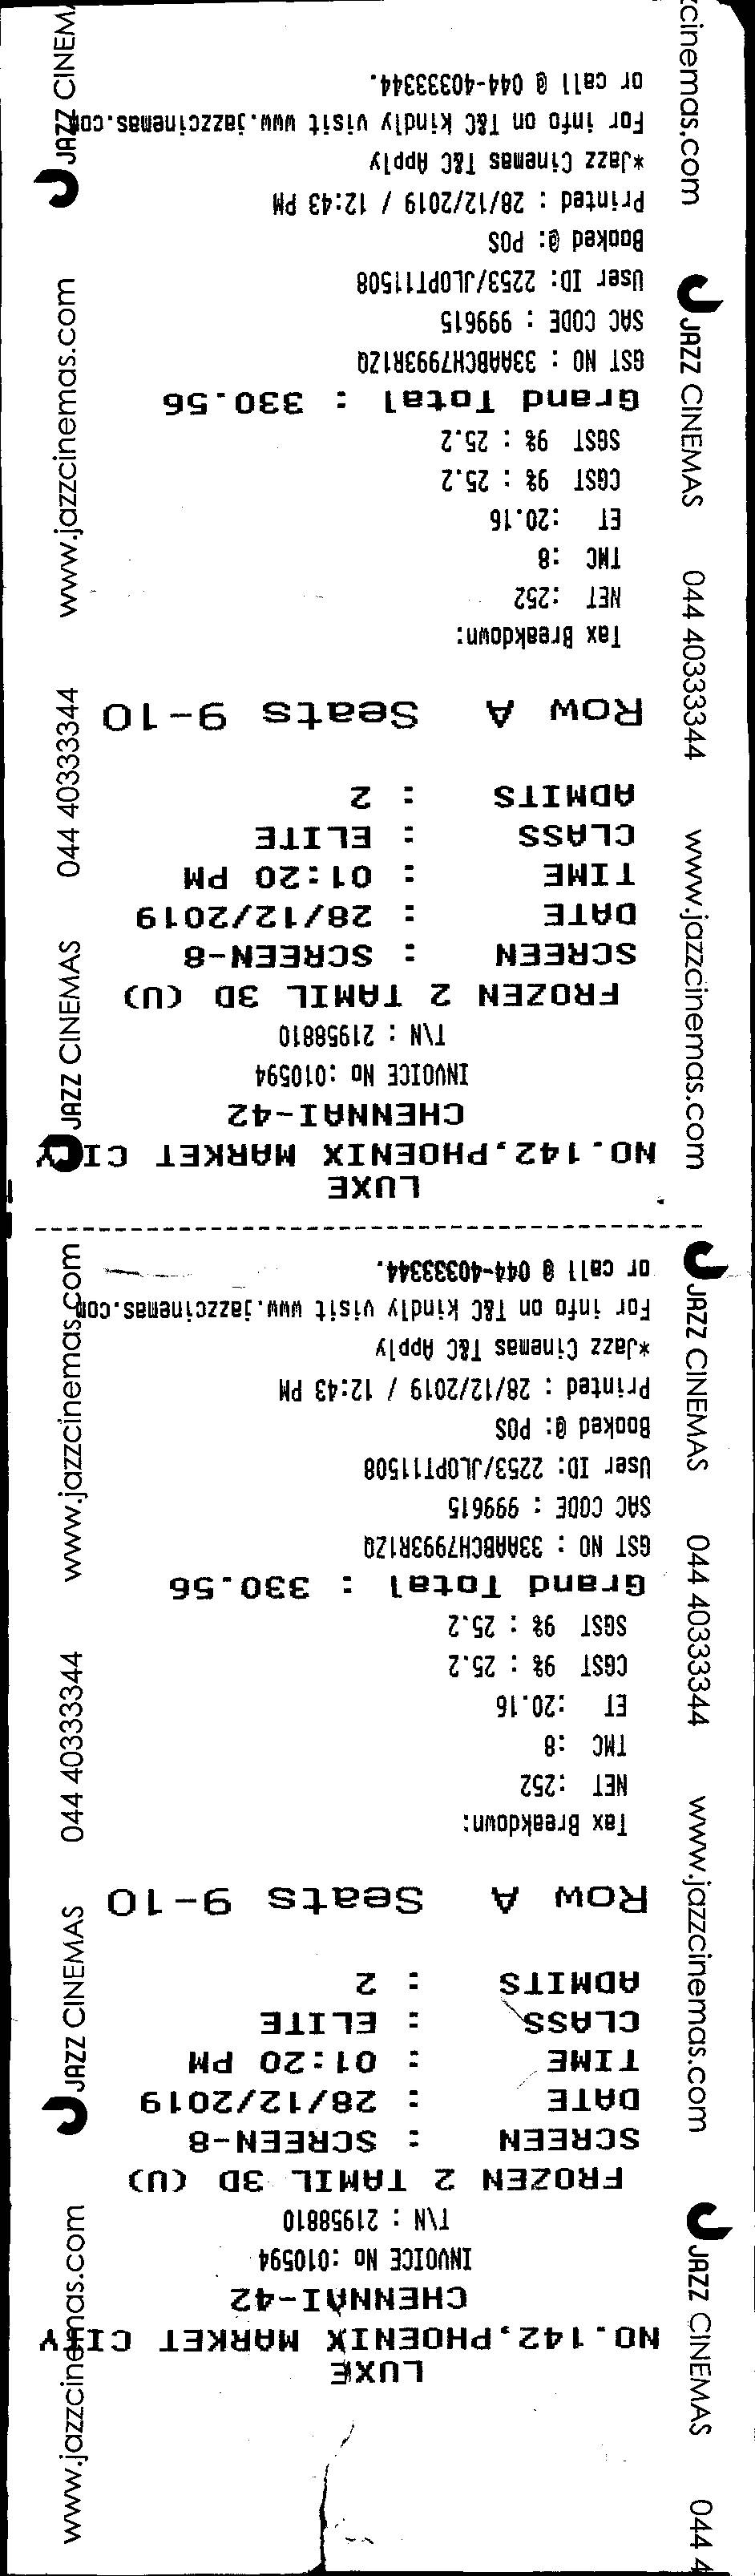 LUXE
NO.142,PHOENIX MARKET CITY
CHENNAI-42
INVOICE No :010594
T\N : 21958810
FROZEN 2 TAMIL 3D (U)
SCREEN : SCREEN-8
DATE : 28/12/2019
TIME : 01:20 PM
CLASS : ELITE
ADMITS : 2
Row A Seats 9-10
Tax Breakdown:
NET :252
TMC :8
ET :20.16
CGST 9% : 25.2
SGST 9% : 25.2
Grand Total : 330.56
GST NO : 33AABCH7993R1ZQ
SAC CODE : 999615
User ID: 2253/JLOPT11508
Booked @: POS
Printed : 28/12/2019 / 12:43 PM
*Jazz Cinemas T&C Apply
For info on T&C kindly visit www.jazzcinemas.com
or call @ 044-40333344.
LUXE
NO.142,PHOENIX MARKET CITY
CHENNAI-42
INVOICE No :010594
T\N : 21958810
FROZEN 2 TAMIL 3D (U)
SCREEN : SCREEN-8
DATE : 28/12/2019
TIME : 01:20 PM
CLASS : ELITE
ADMITS : 2
Row A Seats 9-10
Tax Breakdown:
NET :252
TMC :8
ET :20.16
CGST 9% : 25.2
SGST 9% : 25.2
Grand Total : 330.56
GST NO : 33AABCH7993R1ZQ
SAC CODE : 999615
User ID: 2253/JLOPT11508
Booked @: POS
Printed : 28/12/2019 / 12:43 PM
*Jazz Cinemas T&C Apply
For info on T&C kindly visit www.jazzcinemas.com
or call @ 044-40333344.
cinemas.com JAZZ CINEMAS 044 40333344 www.jazzcinemas.com JAZZ CINEMAS 044 40333344 www.jazzcinemas.com JAZZ CINEMAS 044 4
www.jazzcinemas.com JAZZ CINEMAS 044 40333344 www.jazzcinemas.com JAZZ CINEMAS 044 40333344 www.jazzcinemas.com JAZZ CINEM